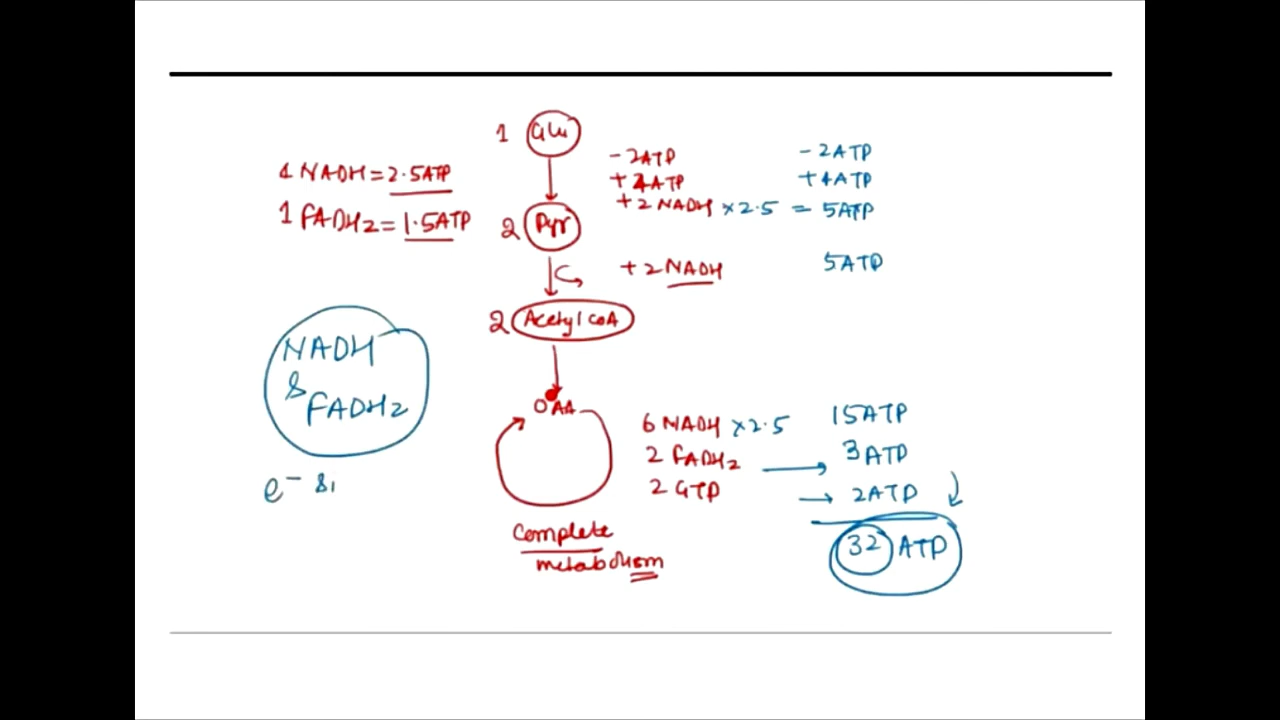 1 Glu
- 2ATP - 2ATP
1 NADH = 2.5ATP
+ 4ATP + 4ATP
+ 2 NADH × 2.5 = 5ATP
1 FADH2 = 1.5ATP
2 Pyr
+ 2 NADH 5ATP
2 Acetyl coA
NADH
& FADH2
OAA
6 NADH × 2.5 15ATP
2 FADH2 → 3ATP
2 GTP → 2ATP
e-
Complete
metabolism
32 ATP